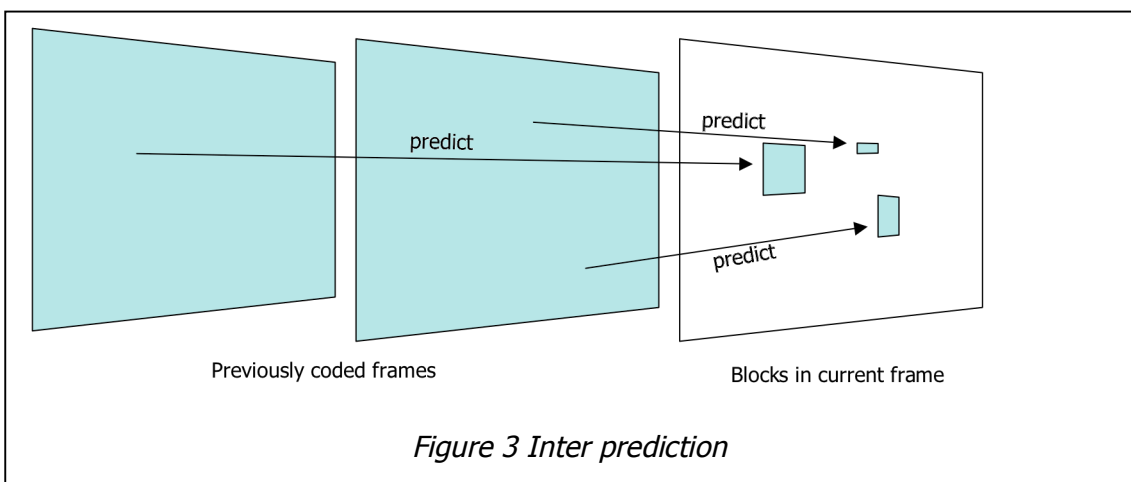 predict
predict
predict
Previously coded frames
Blocks in current frame
Figure 3 Inter prediction